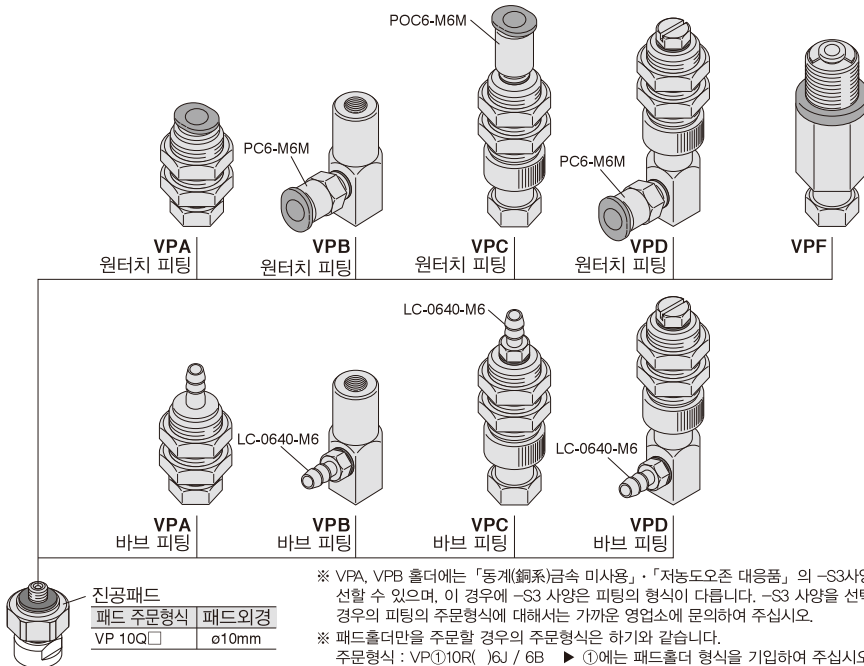 POC6-M6M
PC6-M6M
PC6-M6M
VPA
원터치 피팅
VPB
원터치 피팅
VPC
원터치 피팅
VPD
원터치 피팅
VPF
LC-0640-M6
LC-0640-M6
LC-0640-M6
VPA
바브 피팅
VPB
바브 피팅
VPC
바브 피팅
VPD
바브 피팅
진공패드
패드 주문형식 패드외경
VP 10Q□ ø10mm
※ VPA, VPB 홀더에는 「동계(銅系)금속 미사용」·「저농도오존 대응품」 의 -S3사양
선할 수 있으며, 이 경우에 -S3 사양은 피팅의 형식이 다릅니다. -S3 사양을 선택
경우의 피팅의 주문형식에 대해서는 가까운 영업소에 문의하여 주십시오.
※ 패드홀더만을 주문할 경우의 주문형식은 하기와 같습니다.
주문형식 : VP①10R( )6J / 6B ▶ ①에는 패드홀더 형식을 기입하여 주십시오